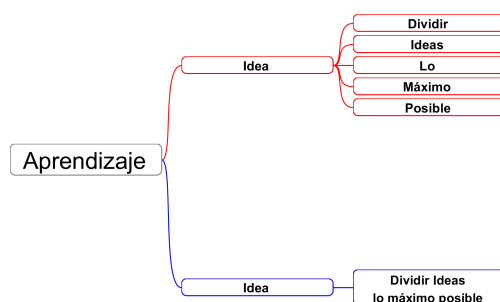 Dividir
Ideas
Idea
Lo
Máximo
Posible
Aprendizaje
Idea
Dividir Ideas
lo máximo posible